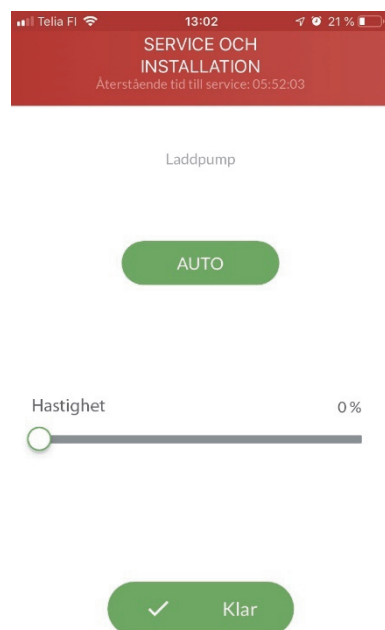 Telia FI 13:02 21 %
SERVICE OCH
INSTALLATION
Återstående tid till service: 05:52:03
Laddpump
AUTO
Hastighet 0 %
Klar